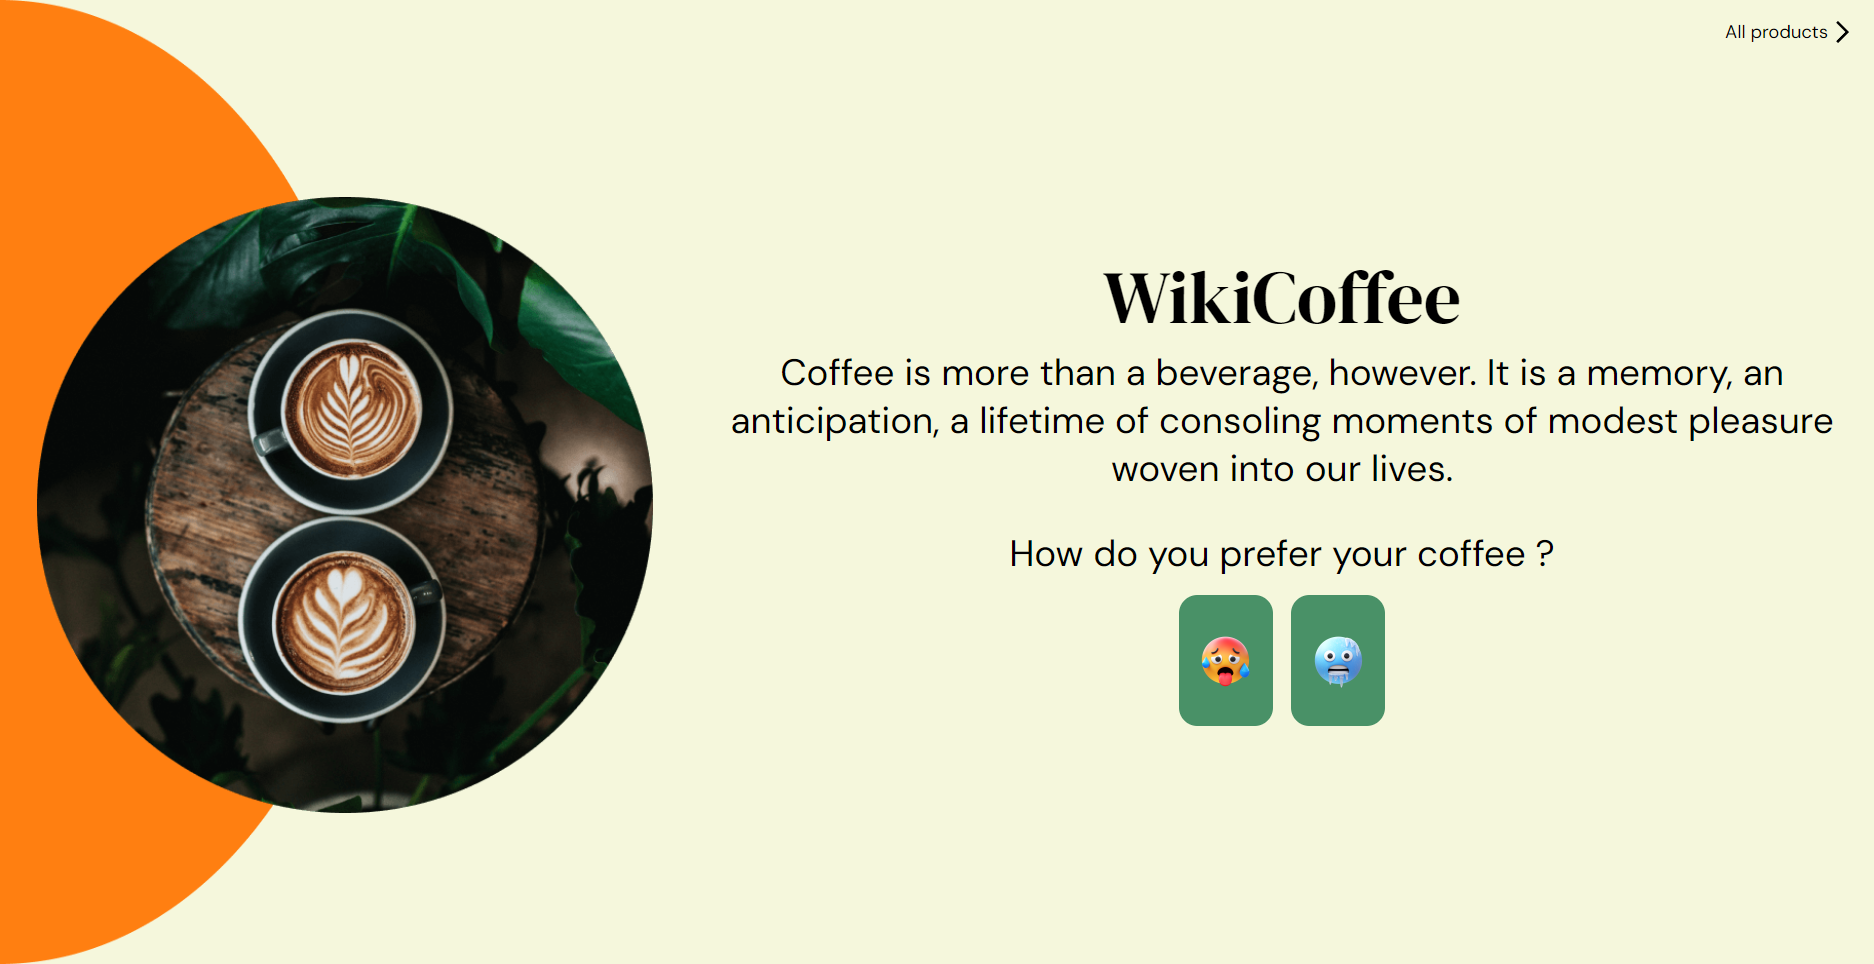 All products
WikiCoffee
Coffee is more than a beverage, however. It is a memory, an
anticipation, a lifetime of consoling moments of modest pleasure
woven into our lives.
How do you prefer your coffee ?